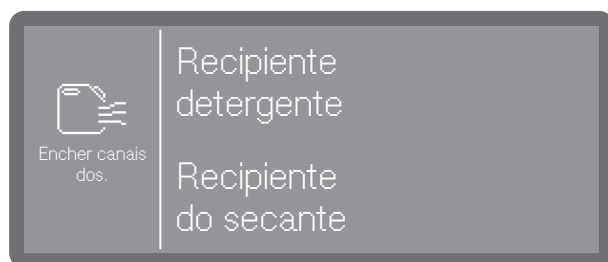 Encher canais
dos.
Recipiente
detergente
Recipiente
do secante